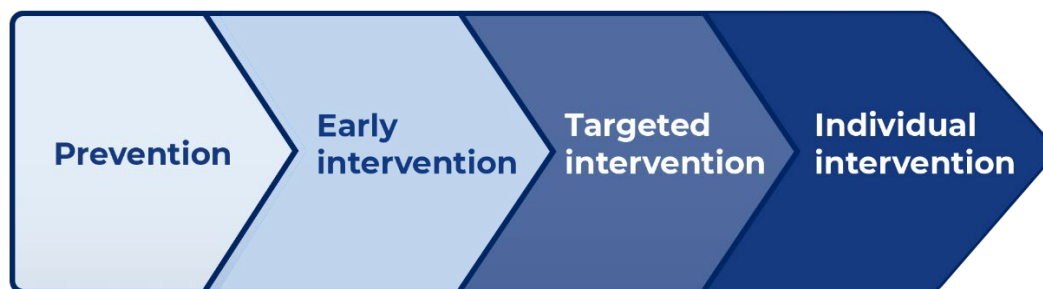 Prevention
Early
intervention
Targeted
intervention
Individual
intervention